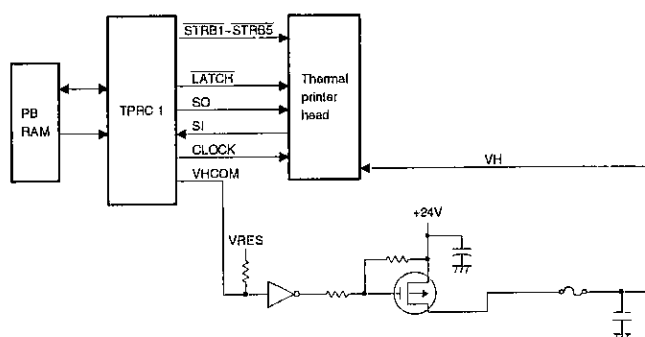 STRB1~STRB5
LATCH
Thermal
printer
head
PB
RAM
TPRC 1
SO
SI
CLOCK
VHCOM
VH
+24V
VRES